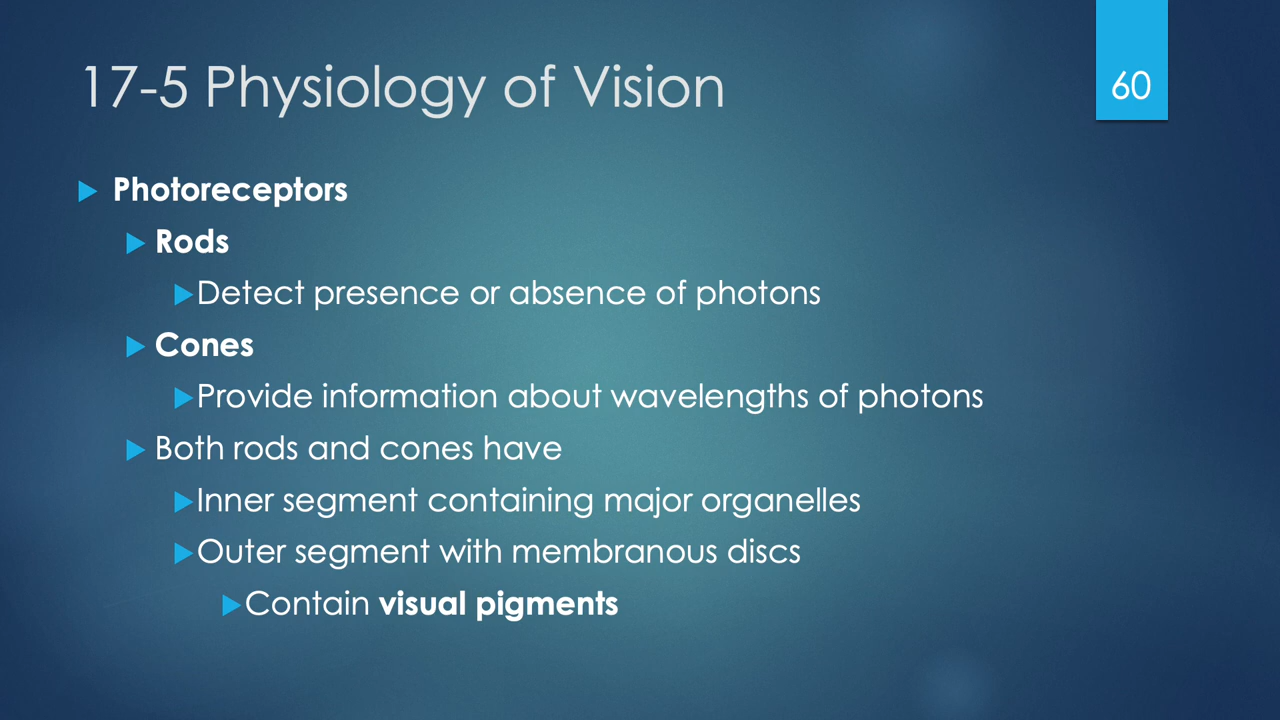 17-5 Physiology of Vision
60
Photoreceptors
Rods
Detect presence or absence of photons
Cones
Provide information about wavelengths of photons
Both rods and cones have
Inner segment containing major organelles
Outer segment with membranous discs
Contain visual pigments